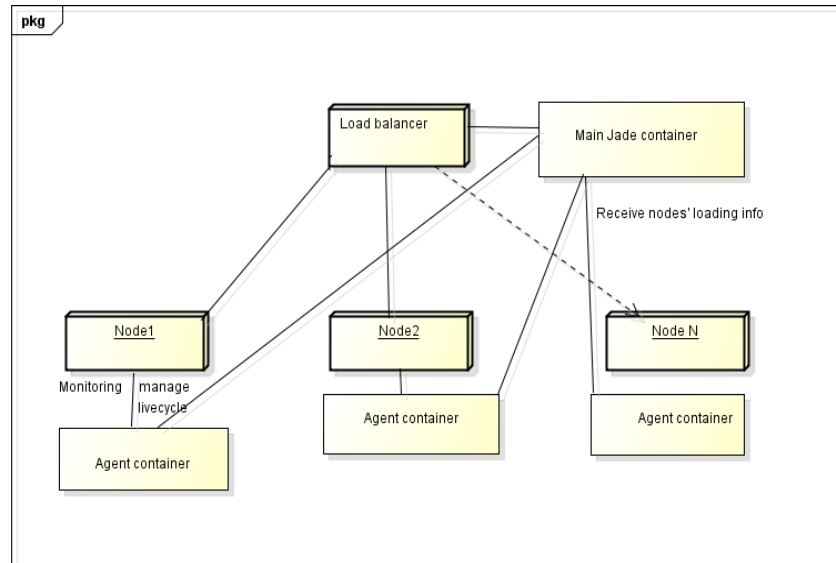 pkg
Load balancer
Main Jade container
Receive nodes' loading info
Node1
Node2
Node N
Monitoring manage
livecycle
Agent container
Agent container
Agent container